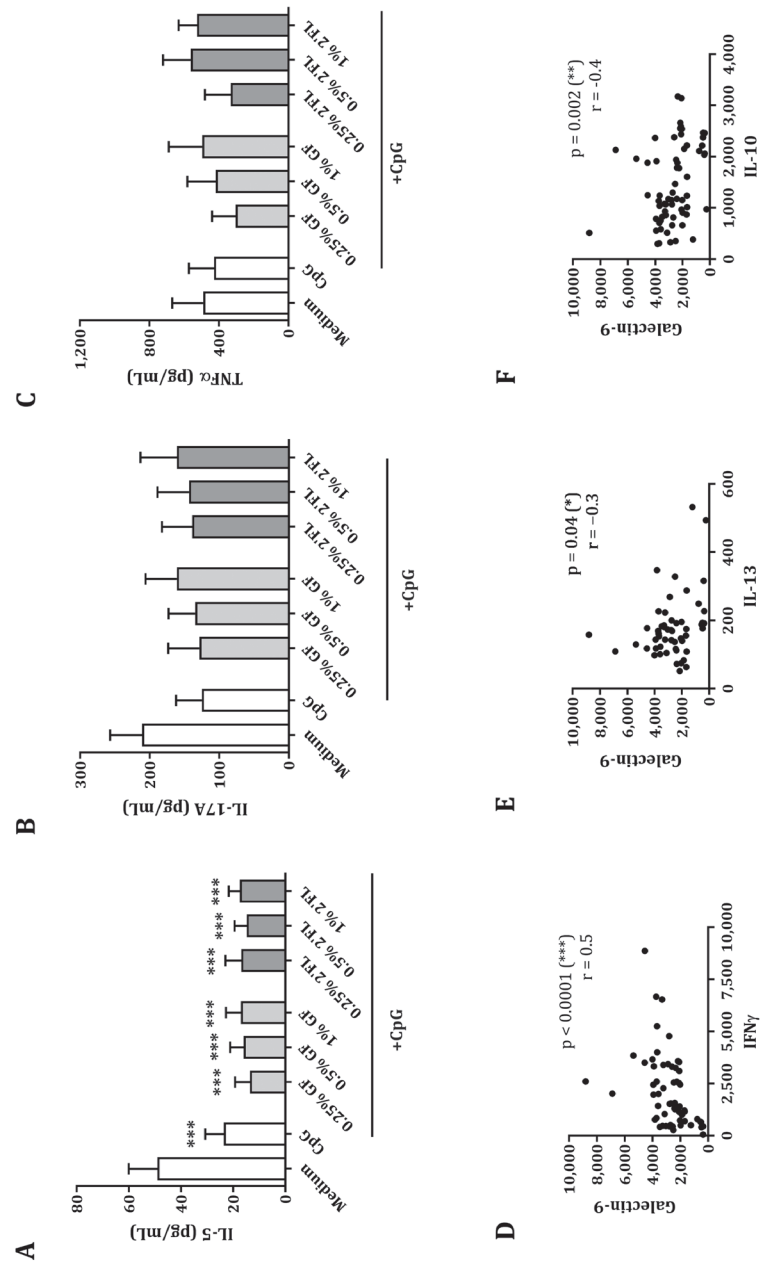 A
IL-5 (pg/mL)
80
60
40
20
0
***
***
***
***
***
***
***
Medium
CpG
0.25% GF
0.5% GF
1% GF
0.25% 2'FL
0.5% 2'FL
1% 2'FL
+CpG
B
IL-17A (pg/mL)
300
200
100
0
Medium
CpG
0.25% GF
0.5% GF
1% GF
0.25% 2'FL
0.5% 2'FL
1% 2'FL
+CpG
C
TNFα (pg/mL)
1,200
800
400
0
Medium
CpG
0.25% GF
0.5% GF
1% GF
0.25% 2'FL
0.5% 2'FL
1% 2'FL
+CpG
D
p < 0.0001 (***)
r = 0.5
Galectin-9
10,000
8,000
6,000
4,000
2,000
0
0 2,500 5,000 7,500 10,000
IFNγ
E
p = 0.04 (*)
r = −0.3
Galectin-9
10,000
8,000
6,000
4,000
2,000
0
0 200 400 600
IL-13
F
p = 0.002 (**)
r = -0.4
Galectin-9
10,000
8,000
6,000
4,000
2,000
0
0 1,000 2,000 3,000 4,000
IL-10